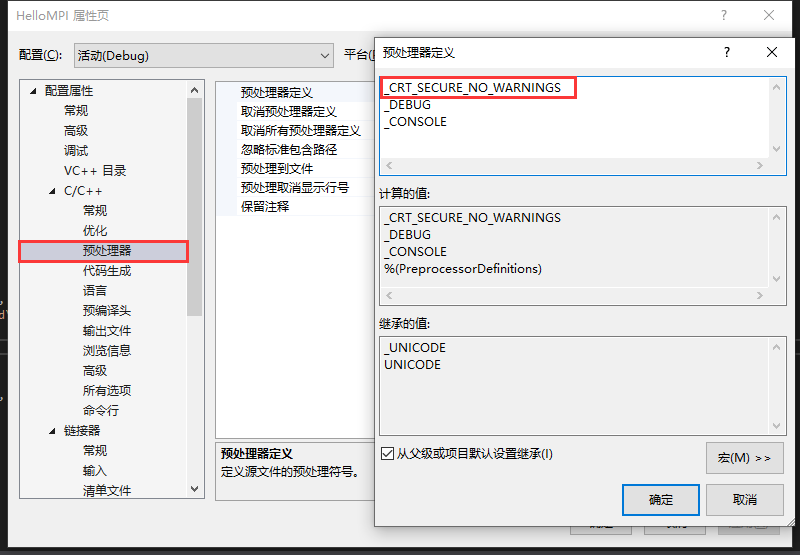 HelloMPI 属性页
配置(C):
活动(Debug)
配置属性
常规
高级
调试
VC++ 目录
C/C++
常规
优化
预处理器
代码生成
语言
预编译头
输出文件
浏览信息
高级
所有选项
命令行
链接器
常规
输入
清单文件
预处理器定义
取消预处理器定义
取消所有预处理器定义
忽略标准包含路径
预处理到文件
预处理取消显示行号
保留注释
预处理器定义
定义源文件的预处理符号。
预处理器定义
_CRT_SECURE_NO_WARNINGS
_DEBUG
_CONSOLE
计算的值:
_CRT_SECURE_NO_WARNINGS
_DEBUG
_CONSOLE
%(PreprocessorDefinitions)
继承的值:
_UNICODE
UNICODE
从父级或项目默认设置继承(I)
宏(M) >>
确定
取消